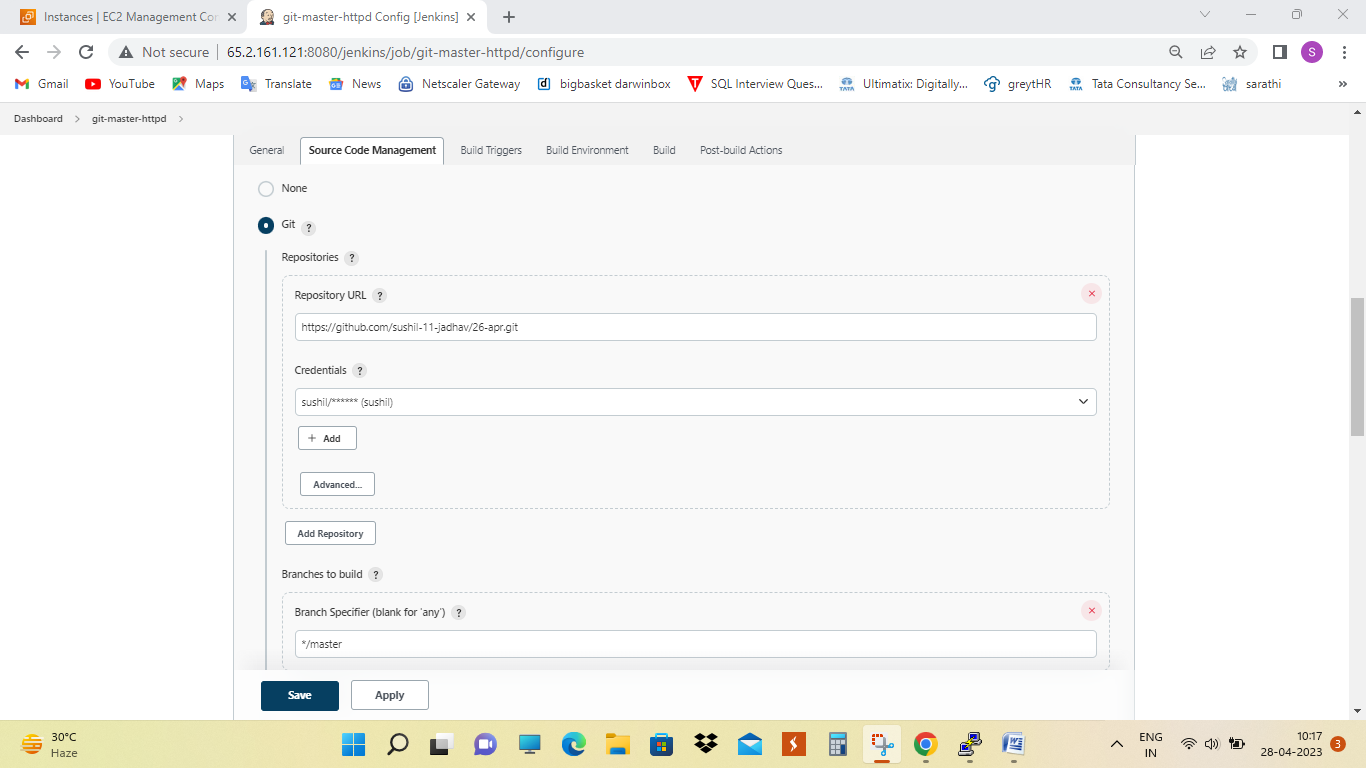 Instances | EC2 Management Con
git-master-httpd Config [Jenkins]
Not secure
65.2.161.121:8080/jenkins/job/git-master-httpd/configure
S
Gmail
YouTube
Maps
Translate
News
Netscaler Gateway
bigbasket darwinbox
SQL Interview Ques...
Ultimatix: Digitally...
greytHR
Tata Consultancy Se...
sarathi
»
Dashboard
git-master-httpd
General
Source Code Management
Build Triggers
Build Environment
Build
Post-build Actions
None
Git ?
Repositories ?
Repository URL ?
https://github.com/sushil-11-jadhav/26-apr.git
Credentials ?
sushil/****** (sushil)
+ Add
Advanced...
Add Repository
Branches to build ?
Branch Specifier (blank for 'any') ?
*/master
Save
Apply
30°C
Haze
ENG
IN
10:17
28-04-2023
3